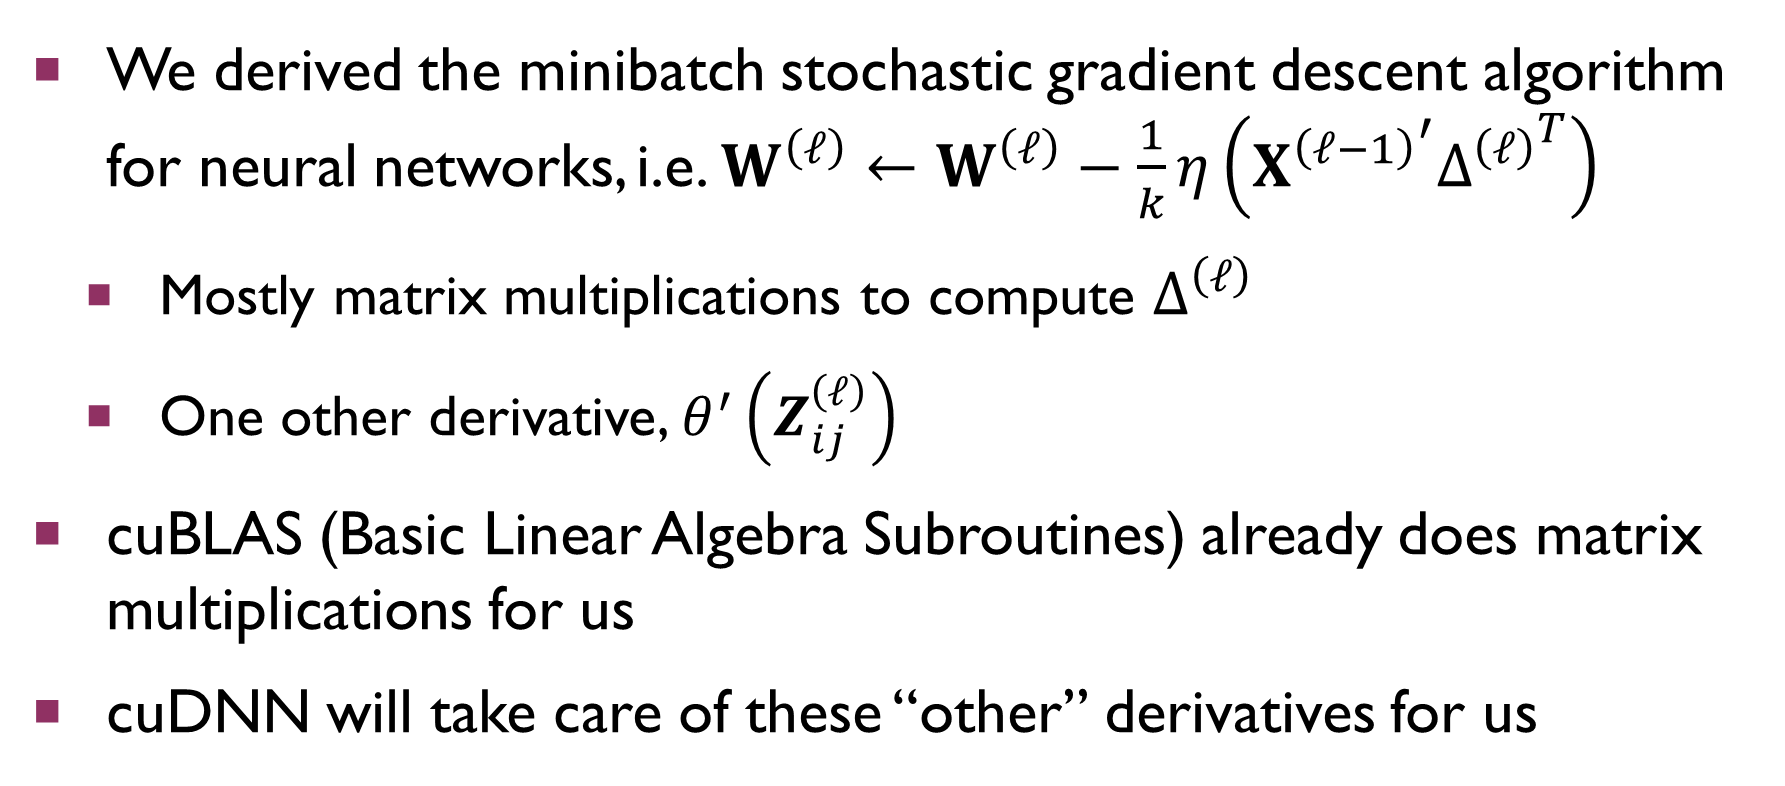 We derived the minibatch stochastic gradient descent algorithm
for neural networks, i.e. 𝐖^(ℓ) ← 𝐖^(ℓ) − 1/k η (𝐗^(ℓ−1)′ Δ^(ℓ)^T)
Mostly matrix multiplications to compute Δ^(ℓ)
One other derivative, θ′(𝒁_ij^(ℓ))
cuBLAS (Basic Linear Algebra Subroutines) already does matrix
multiplications for us
cuDNN will take care of these “other” derivatives for us